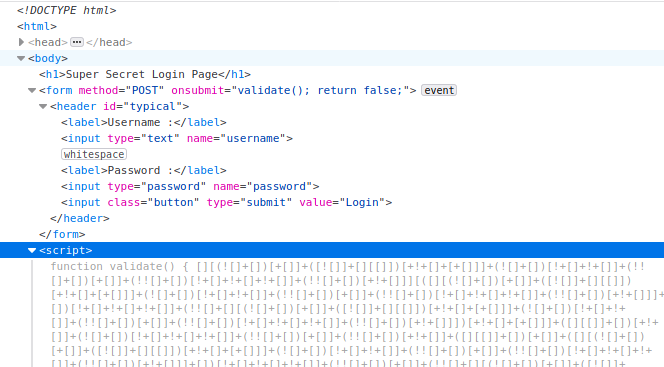 <!DOCTYPE html>
<html>
<head> ••• </head>
<body>
<h1>Super Secret Login Page</h1>
<form method="POST" onsubmit="validate(); return false;"> event
<header id="typical">
<label>Username :</label>
<input type="text" name="username">
whitespace
<label>Password :</label>
<input type="password" name="password">
<input class="button" type="submit" value="Login">
</header>
</form>
<script>
function validate() { [][(![]+[])[+[]]+([![]]+[][[]])[+!+[]+[+[]]]+(![]+[])[!+[]+!+[]]+(!!
[]+[])[+[]]+(!![]+[])[!+[]+!+[]+!+[]]+(!![]+[])[+!+[]]][([][(![]+[])[+[]]+([![]]+[][[]])
[+!+[]+[+[]]]+(![]+[])[!+[]+!+[]]+(!![]+[])[+[]]+(!![]+[])[!+[]+!+[]+!+[]]+(!![]+[])[+!+[]]]+
[])[!+[]+!+[]+!+[]]+(!![]+[][(![]+[])[+[]]+([![]]+[][[]])[+!+[]+[+[]]]+(![]+[])[!+[]+!+
[]]+(!![]+[])[+[]]+(!![]+[])[!+[]+!+[]+!+[]]+(!![]+[])[+!+[]]])[+!+[]+[+[]]]+([][[]]+[])[+!+
[]]+(![]+[])[!+[]+!+[]+!+[]]+(!![]+[])[+[]]+(!![]+[])[+!+[]]+([][[]]+[])[+[]]+([][(![]+[])
[+[]]+([![]]+[][[]])[+!+[]+[+[]]]+(![]+[])[!+[]+!+[]]+(!![]+[])[+[]]+(!![]+[])[!+[]+!+[]+!+